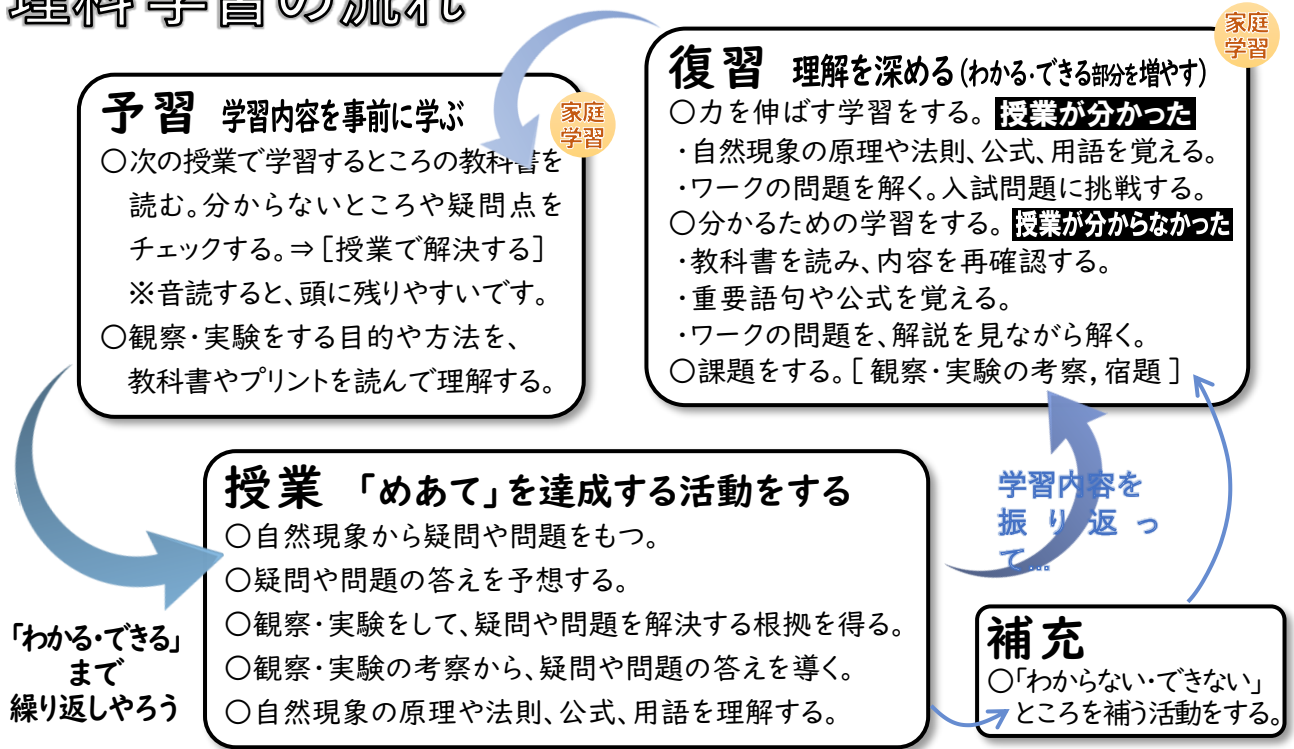 理科学習の流れ
予習 学習内容を事前に学ぶ
家庭
学習
○次の授業で学習するところの教科書を
読む。分からないところや疑問点を
チェックする。⇒[授業で解決する]
※音読すると、頭に残りやすいです。
○観察・実験をする目的や方法を、
教科書やプリントを読んで理解する。
家庭
学習
復習 理解を深める(わかる・できる部分を増やす)
○力を伸ばす学習をする。 授業が分かった
・自然現象の原理や法則、公式、用語を覚える。
・ワークの問題を解く。入試問題に挑戦する。
○分かるための学習をする。 授業が分からなかった
・教科書を読み、内容を再確認する。
・重要語句や公式を覚える。
・ワークの問題を、解説を見ながら解く。
○課題をする。[観察・実験の考察,宿題]
授業 「めあて」を達成する活動をする
○自然現象から疑問や問題をもつ。
○疑問や問題の答えを予想する。
○観察・実験をして、疑問や問題を解決する根拠を得る。
○観察・実験の考察から、疑問や問題の答えを導く。
○自然現象の原理や法則、公式、用語を理解する。
学習内容を
振り返っ
て…
「わかる・できる」
まで
繰り返しやろう
補充
○「わからない・できない」
ところを補う活動をする。